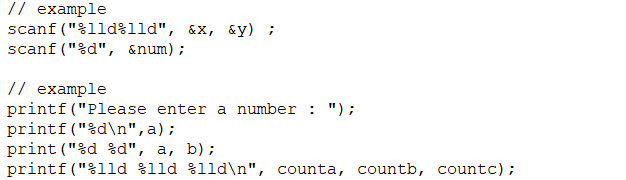 // example
scanf("%lld%lld", &x, &y) ;
scanf("%d", &num);
// example
printf("Please enter a number : ");
printf("%d\n",a);
print("%d %d", a, b);
printf("%lld %lld %lld\n", counta, countb, countc);